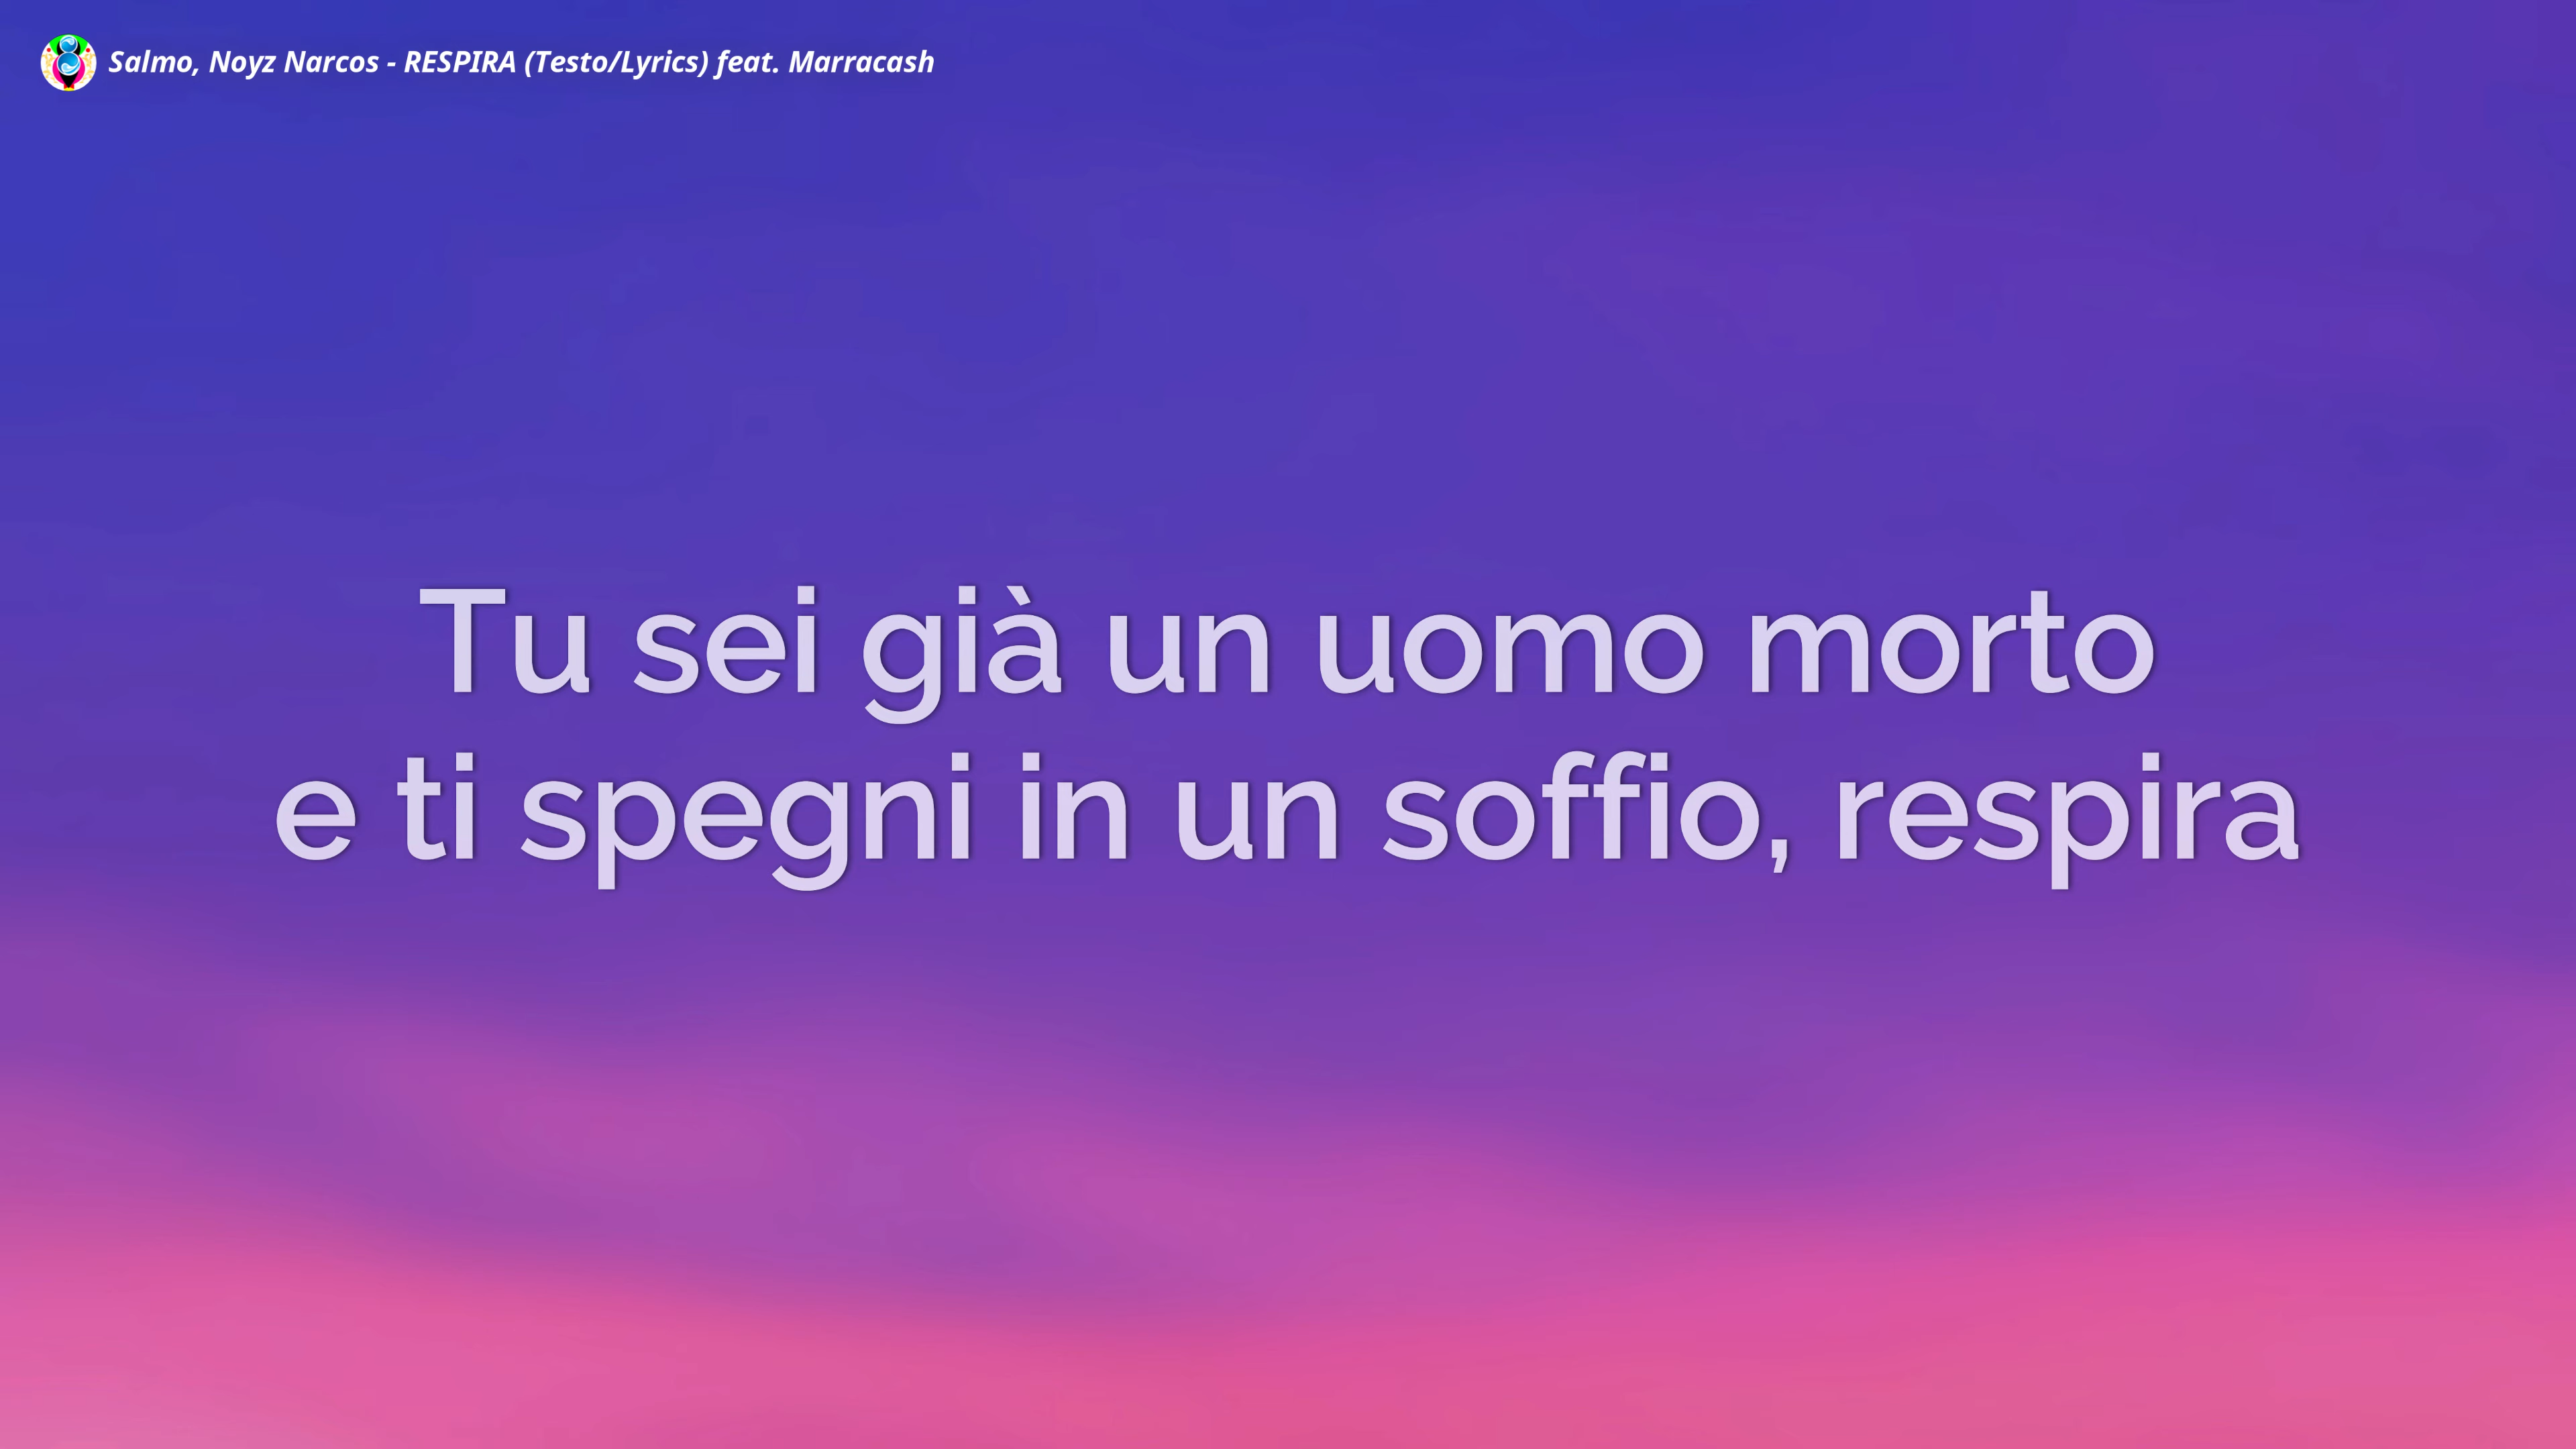 Salmo, Noyz Narcos - RESPIRA (Testo/Lyrics) feat. Marracash
Tu sei già un uomo morto
e ti spegni in un soffio, respira